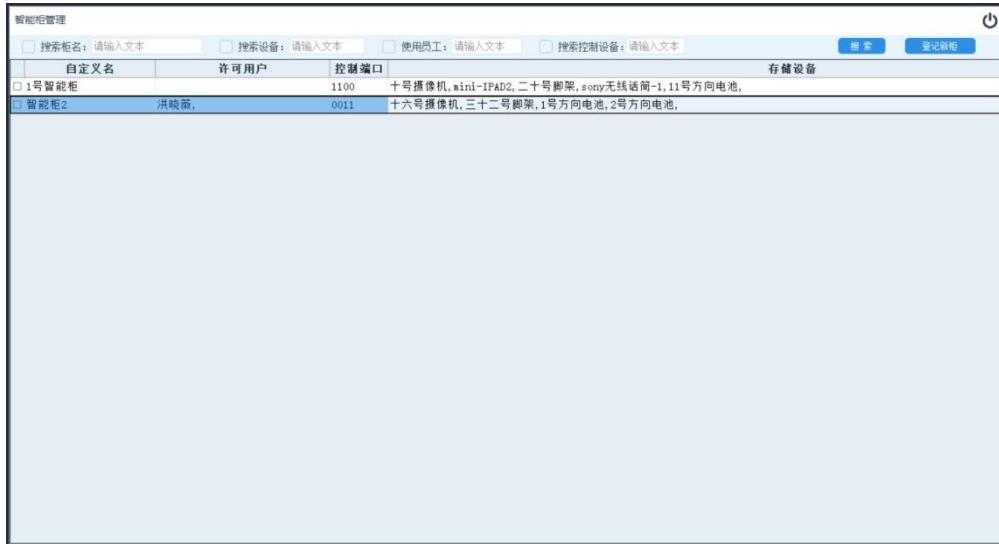 智能柜管理
搜索柜名: 请输入文本 搜索设备: 请输入文本 使用员工: 请输入文本 搜索控制设备: 请输入文本 搜索 登记新柜
自定义名 许可用户 控制端口 存储设备
1号智能柜 1100 十号摄像机,mini-IPAD2,二十号脚架,sony无线话筒-1,11号方向电池,
智能柜2 洪晓薇, 0011 十六号摄像机,三十二号脚架,1号方向电池,2号方向电池,